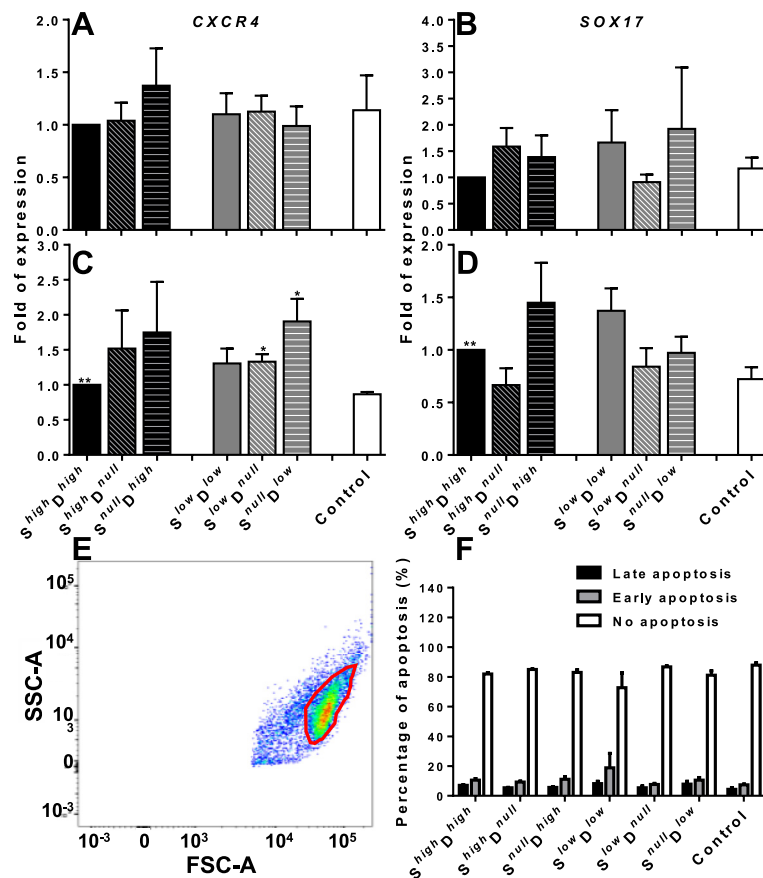 A
CXCR4
2.0
1.5
1.0
0.5
0.0
B
SOX17
4.0
3.5
3.0
2.5
2.0
1.5
1.0
0.5
0.0
Fold of expression
Fold of expression
C
3.0
2.5
2.0
1.5
1.0
0.5
0.0
**
*
*
D
2.0
1.5
1.0
0.5
0.0
**
S^high D^high
S^high D^null
S^null D^high
S^low D^low
S^low D^null
S^null D^low
Control
S^high D^high
S^high D^null
S^null D^high
S^low D^low
S^low D^null
S^null D^low
Control
E
SSC-A
10^5
10^4
10^3
0
10^-3
10^-3
0
10^3
10^4
10^5
FSC-A
F
Late apoptosis
Early apoptosis
No apoptosis
Percentage of apoptosis (%)
140
120
100
80
60
40
20
0
S^high D^high
S^high D^null
S^null D^high
S^low D^low
S^low D^null
S^null D^low
Control